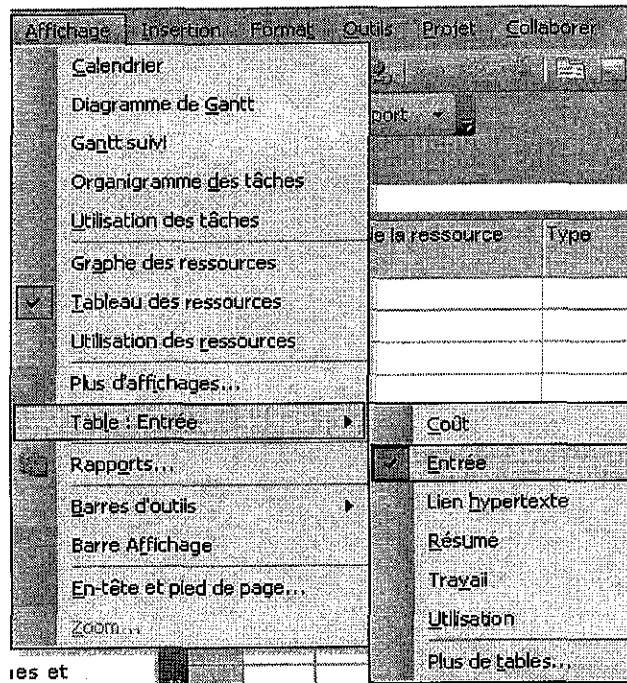 Affichage Insertion Format Outils Projet Collaborer
Calendrier
Diagramme de Gantt
port
Gantt suivi
Organigramme des tâches
Utilisation des tâches
de la ressource Type
Graphe des ressources
Tableau des ressources
Utilisation des ressources
Plus d'affichages...
Table : Entrée
Coût
Rapports...
Entrée
Barres d'outils
Lien hypertexte
Barre Affichage
Résumé
En-tête et pied de page...
Travail
Zoom...
Utilisation
Plus de tables...
es et